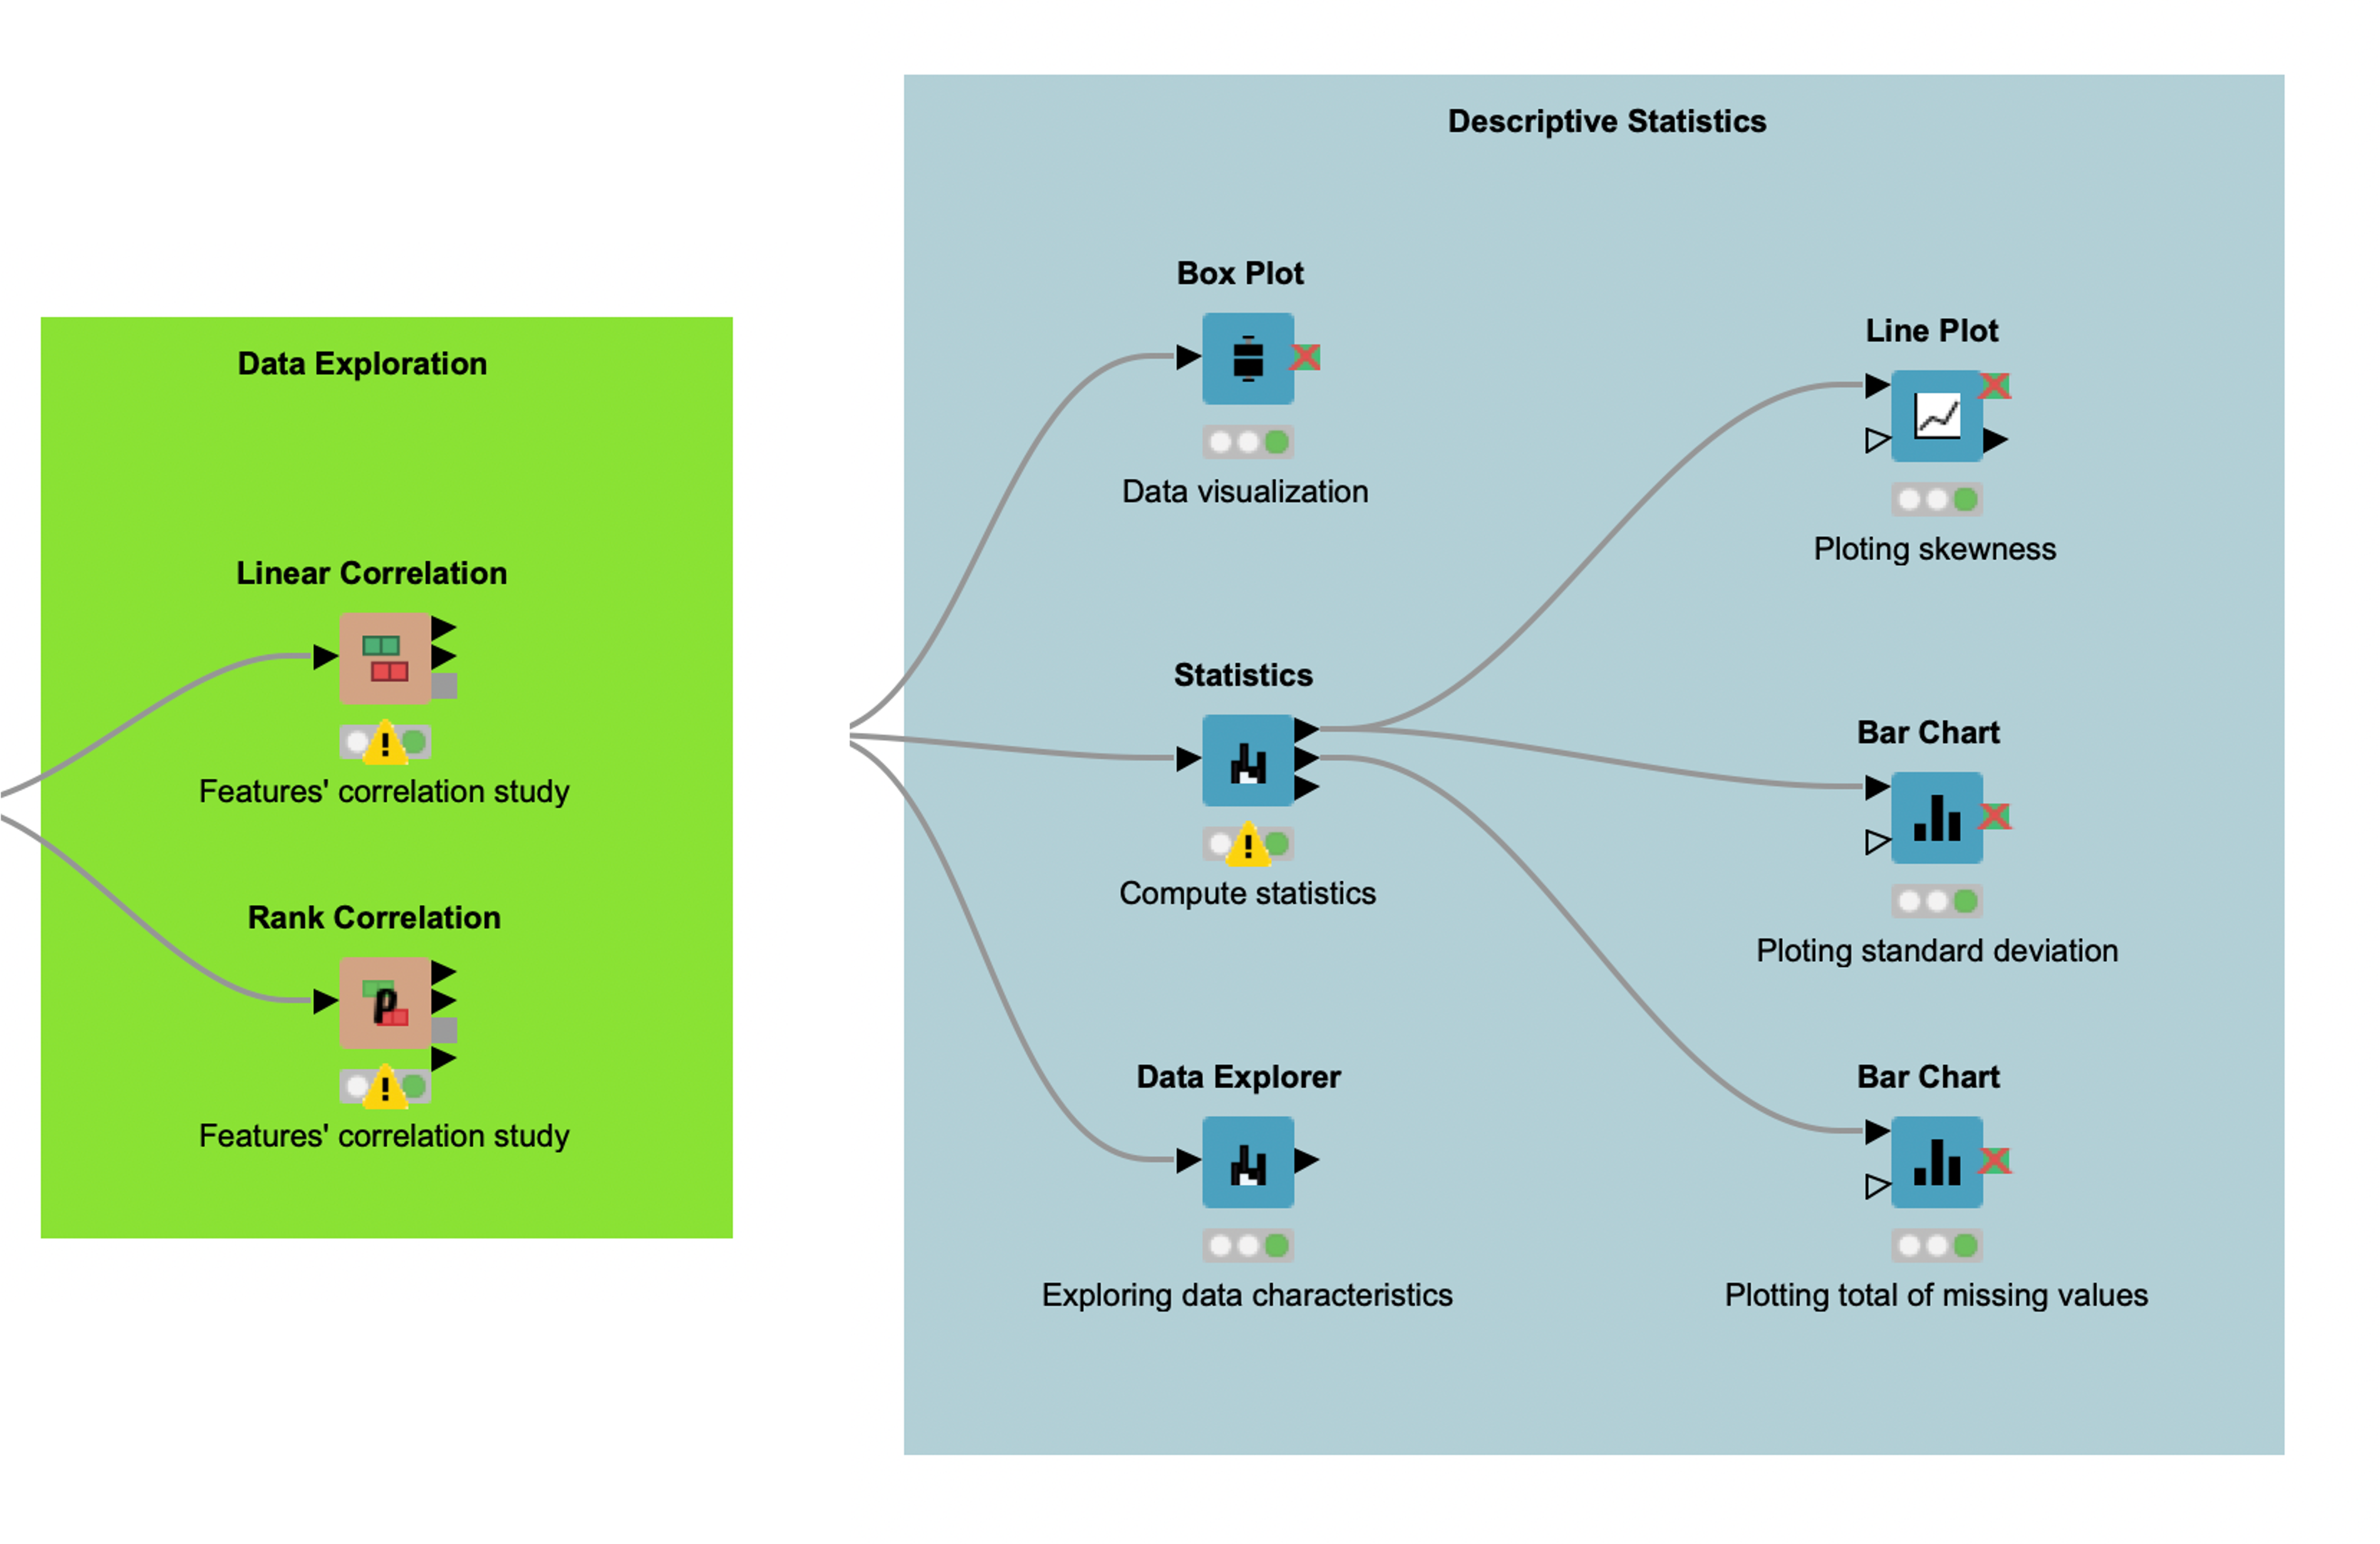 Data Exploration
Linear Correlation
Features' correlation study
Rank Correlation
ρ
Features' correlation study
Descriptive Statistics
Box Plot
Data visualization
Statistics
Compute statistics
Data Explorer
Exploring data characteristics
Line Plot
Ploting skewness
Bar Chart
Ploting standard deviation
Bar Chart
Plotting total of missing values